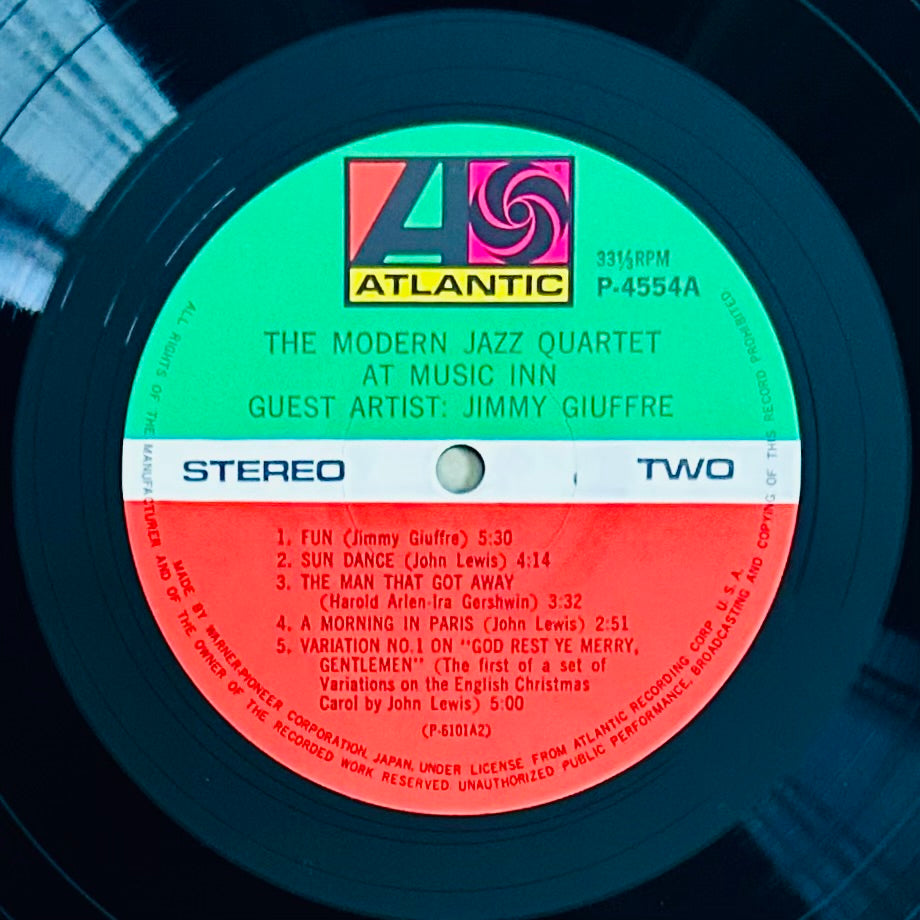 ATLANTIC
33⅓RPM
P-4554A
THE MODERN JAZZ QUARTET
AT MUSIC INN
GUEST ARTIST: JIMMY GIUFFRE
STEREO
TWO
1. FUN (Jimmy Giuffre) 5:30
2. SUN DANCE (John Lewis) 4:14
3. THE MAN THAT GOT AWAY
(Harold Arlen-Ira Gershwin) 3:32
4. A MORNING IN PARIS (John Lewis) 2:51
5. VARIATION NO.1 ON "GOD REST YE MERRY,
GENTLEMEN" (The first of a set of
Variations on the English Christmas
Carol by John Lewis) 5:00
(P-6101A2)
MADE BY WARNER-PIONEER CORPORATION, JAPAN, UNDER LICENSE FROM ATLANTIC RECORDING CORP. U.S.A.
ALL RIGHTS OF THE MANUFACTURER AND OF THE OWNER OF THE RECORDED WORK RESERVED. UNAUTHORIZED PUBLIC PERFORMANCE, BROADCASTING AND COPYING OF THIS RECORD PROHIBITED.